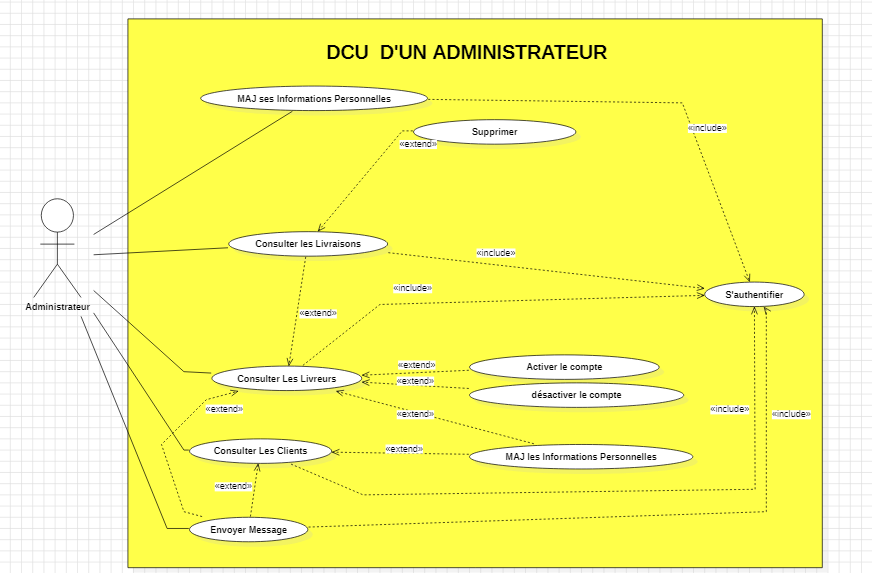 DCU D'UN ADMINISTRATEUR
MAJ ses Informations Personnelles
«include»
Supprimer
«extend»
Consulter les Livraisons
«include»
«include»
S'authentifier
Administrateur
«extend»
«extend»
Activer le compte
Consulter Les Livreurs
«extend»
désactiver le compte
«extend»
«extend»
«include»
«include»
Consulter Les Clients
«extend»
MAJ les Informations Personnelles
«extend»
Envoyer Message